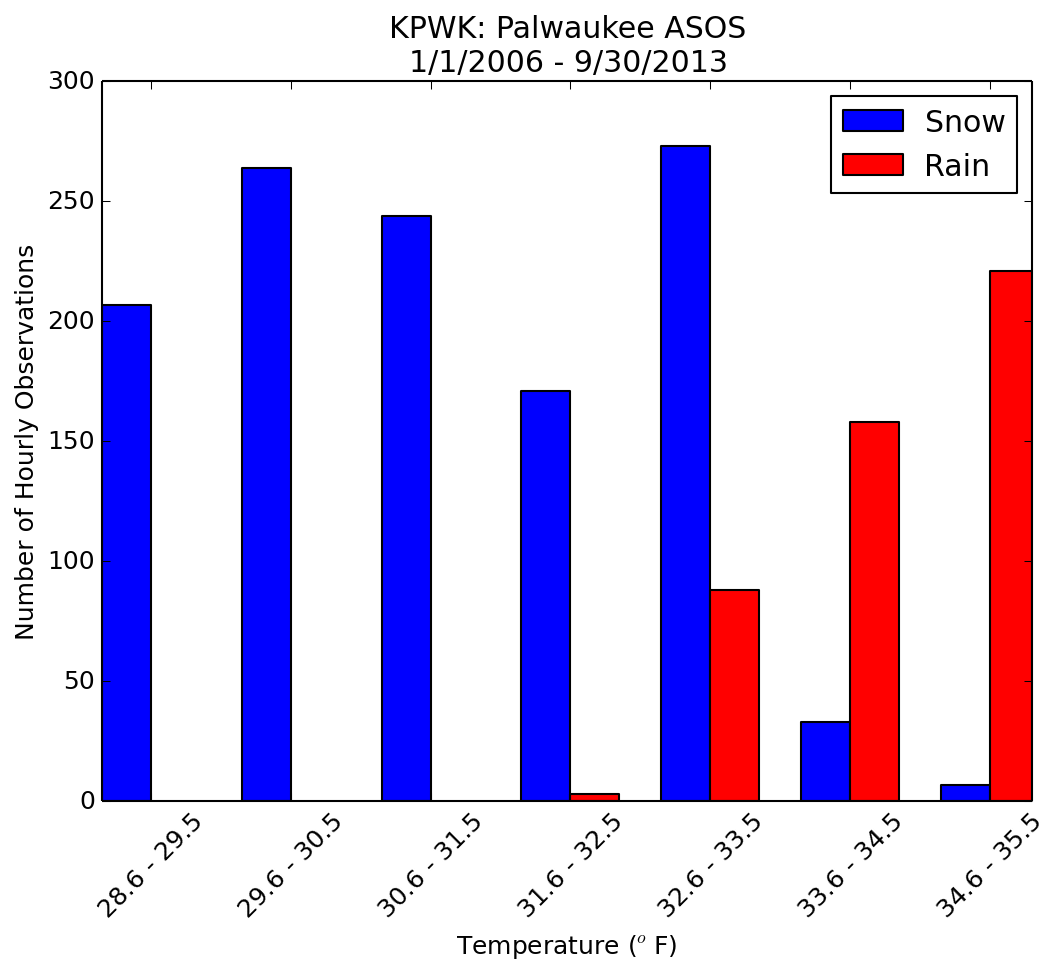 KPWK: Palwaukee ASOS
1/1/2006 - 9/30/2013
Snow
Rain
Number of Hourly Observations
300
250
200
150
100
50
0
28.6 - 29.5
29.6 - 30.5
30.6 - 31.5
31.6 - 32.5
32.6 - 33.5
33.6 - 34.5
34.6 - 35.5
Temperature (° F)